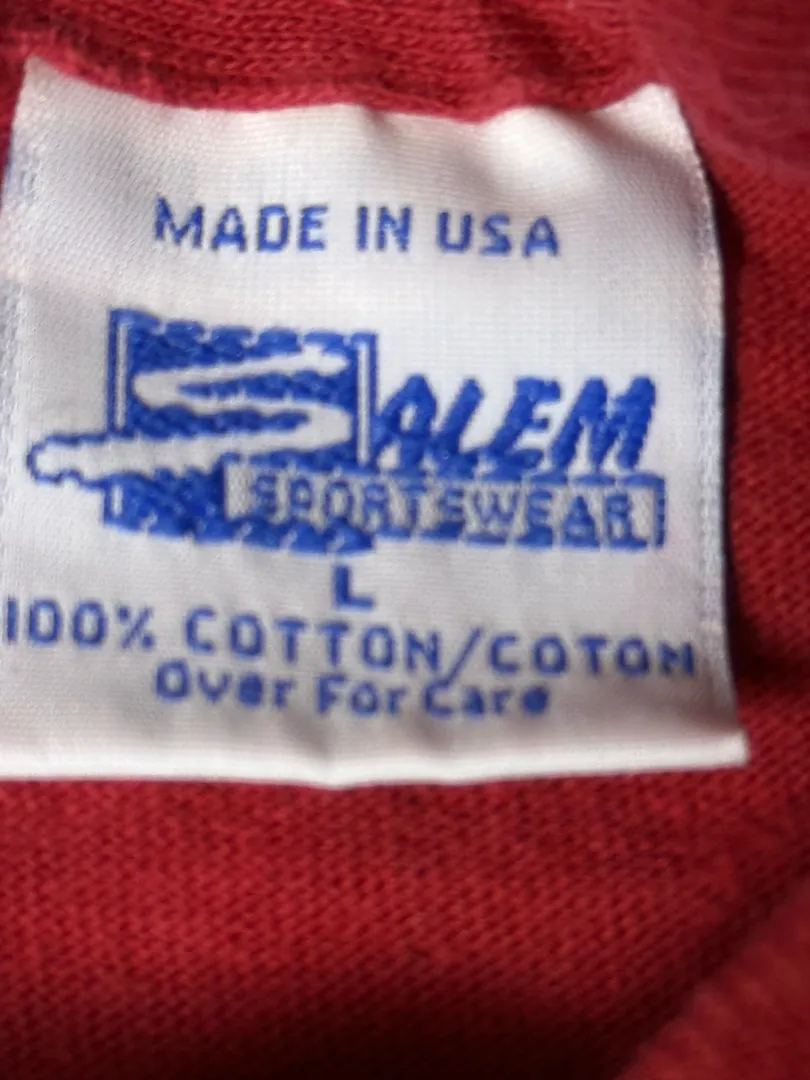 MADE IN USA
SALEM
SPORTSWEAR
L
100% COTTON/COTON
Over For Care